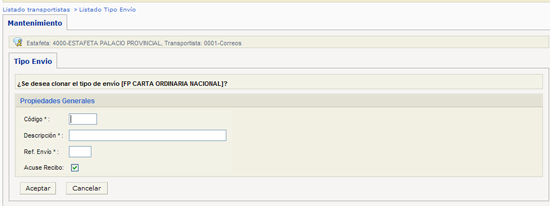 Listado transportistas > Listado Tipo Envío
Mantenimiento
Estafeta: 4000-ESTAFETA PALACIO PROVINCIAL, Transportista: 0001-Correos
Tipo Envio
¿Se desea clonar el tipo de envio [FP CARTA ORDINARIA NACIONAL]?
Propiedades Generales
Código * :
Descripción * :
Ref. Envío * :
Acuse Recibo:
Aceptar Cancelar